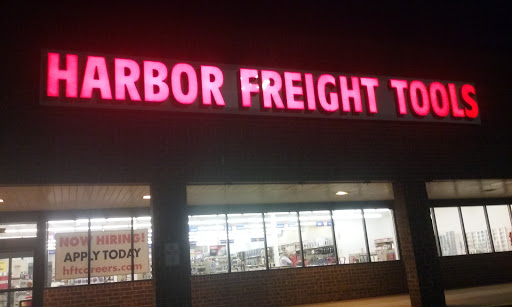 HARBOR FREIGHT TOOLS
NOW HIRING!
APPLY TODAY
hftcareers.com